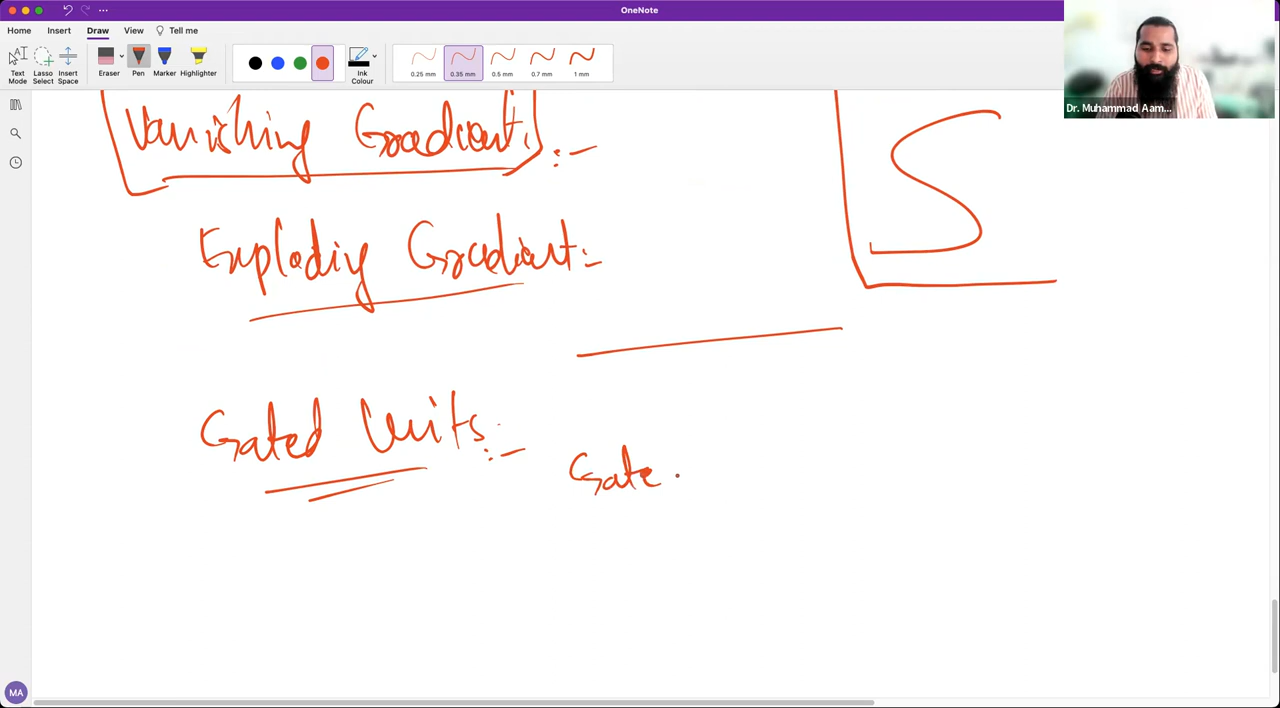 OneNote
Home Insert Draw View Tell me
Text Mode
Lasso Select
Insert Space
Eraser
Pen
Marker
Highlighter
Ink Colour
0.25 mm
0.35 mm
0.5 mm
0.7 mm
1 mm
Dr. Muhammad Aam...
Vanishing Gradient :-
S
Exploding Gradient :-
Gated Units :-
Gate .
MA